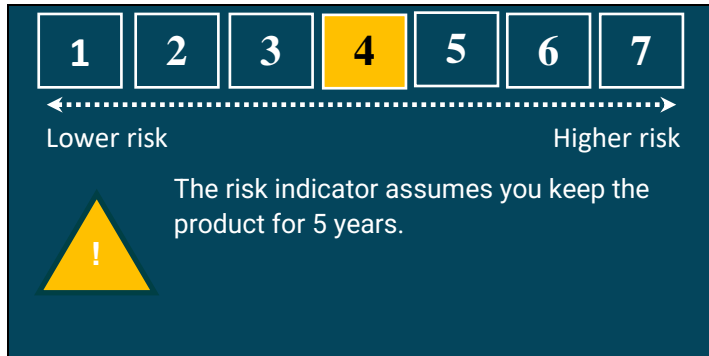 1 2 3 4 5 6 7
Lower risk Higher risk
The risk indicator assumes you keep the
product for 5 years.
!